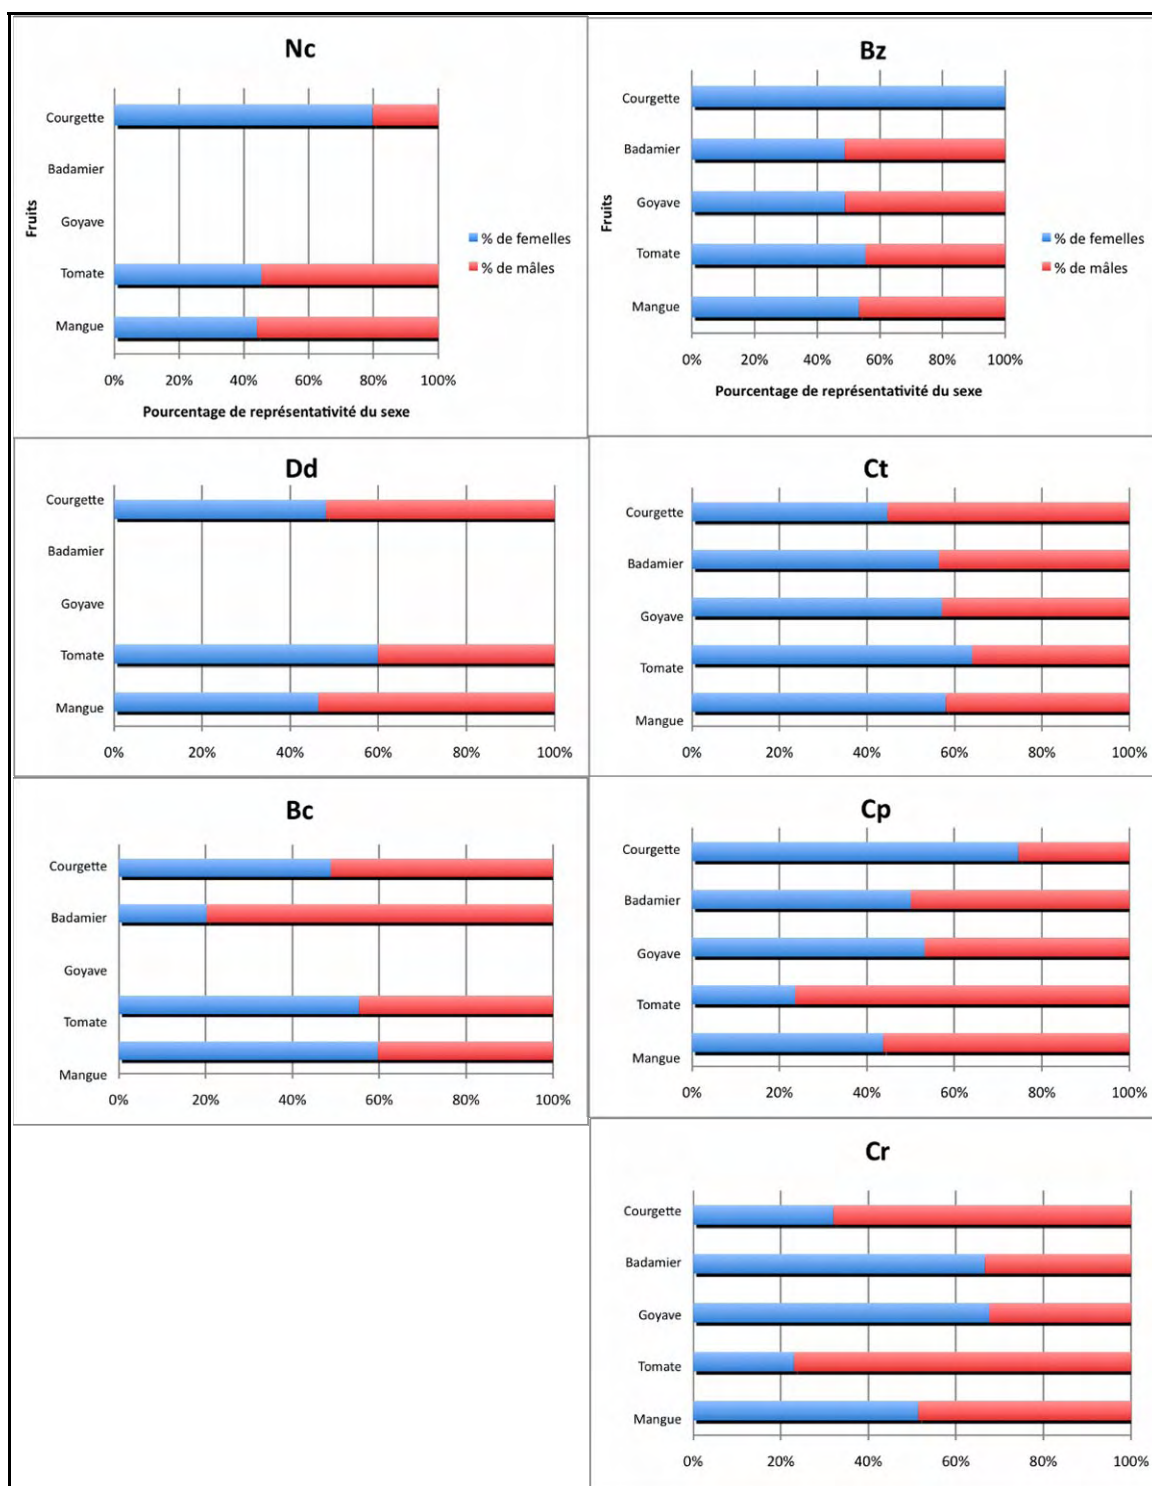 Nc
Fruits
Courgette
Badamier
Goyave
Tomate
Mangue
0% 20% 40% 60% 80% 100%
Pourcentage de représentativité du sexe
% de femelles
% de mâles
Bz
Fruits
Courgette
Badamier
Goyave
Tomate
Mangue
0% 20% 40% 60% 80% 100%
Pourcentage de représentativité du sexe
% de femelles
% de mâles
Dd
Courgette
Badamier
Goyave
Tomate
Mangue
0% 20% 40% 60% 80% 100%
Ct
Courgette
Badamier
Goyave
Tomate
Mangue
0% 20% 40% 60% 80% 100%
Bc
Courgette
Badamier
Goyave
Tomate
Mangue
0% 20% 40% 60% 80% 100%
Cp
Courgette
Badamier
Goyave
Tomate
Mangue
0% 20% 40% 60% 80% 100%
Cr
Courgette
Badamier
Goyave
Tomate
Mangue
0% 20% 40% 60% 80% 100%